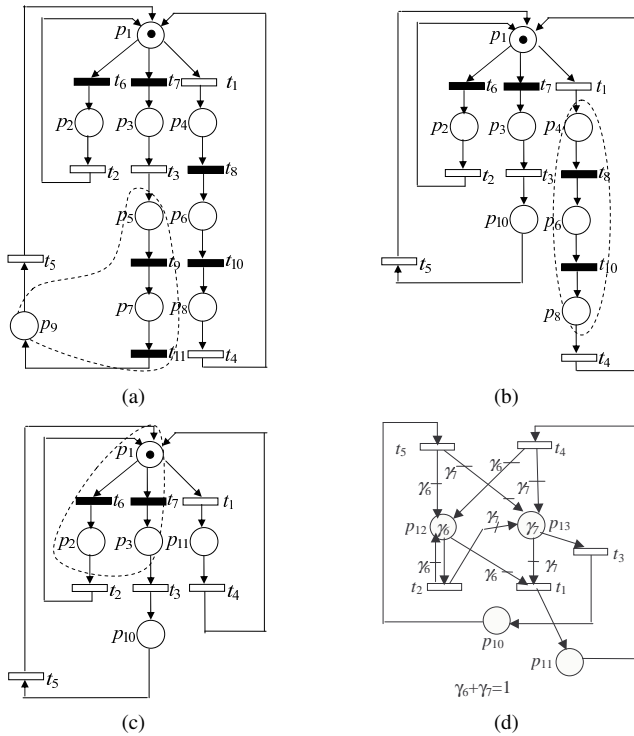 p1
t6 t7 t1
p2 p3 p4
t2 t3 t8
p5 p6
t5 t9 t10
p7 p8
p9
t11 t4
(a)
p1
t6 t7 t1
p2 p3 p4
t2 t3 t8
p10 p6
t5 t10
p8
t4
(b)
p1
t6 t7 t1
p2 p3 p11
t2 t3 t4
p10
t5
(c)
t5 t4
γ7 γ6
γ6 γ7
p12 γ6 γ7 γ7 p13
γ6 γ6 γ7 t3
t2 t1
p10
p11
γ6+γ7=1
(d)